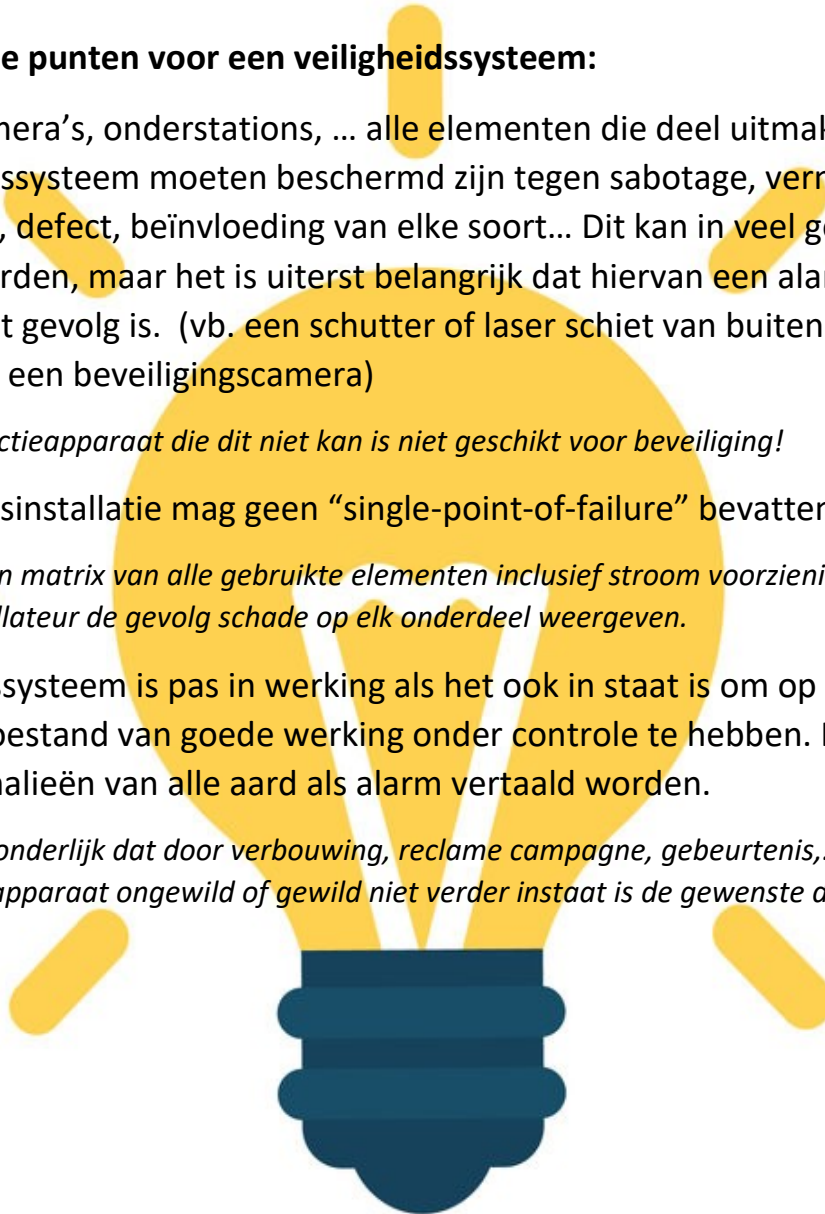 e punten voor een veiligheidssysteem:
nera’s, onderstations, … alle elementen die deel uitmak
ssysteem moeten beschermd zijn tegen sabotage, vern
, defect, beïnvloeding van elke soort… Dit kan in veel ge
rden, maar het is uiterst belangrijk dat hiervan een alar
t gevolg is.  (vb. een schutter of laser schiet van buiten
een beveiligingscamera)
ctieapparaat die dit niet kan is niet geschikt voor beveiliging!
sinstallatie mag geen “single-point-of-failure” bevatten
n matrix van alle gebruikte elementen inclusief stroom voorzieni
llateur de gevolg schade op elk onderdeel weergeven.
ssysteem is pas in werking als het ook in staat is om op
bestand van goede werking onder controle te hebben.
nalieën van alle aard als alarm vertaald worden.
onderlijk dat door verbouwing, reclame campagne, gebeurtenis,.
apparaat ongewild of gewild niet verder instaat is de gewenste